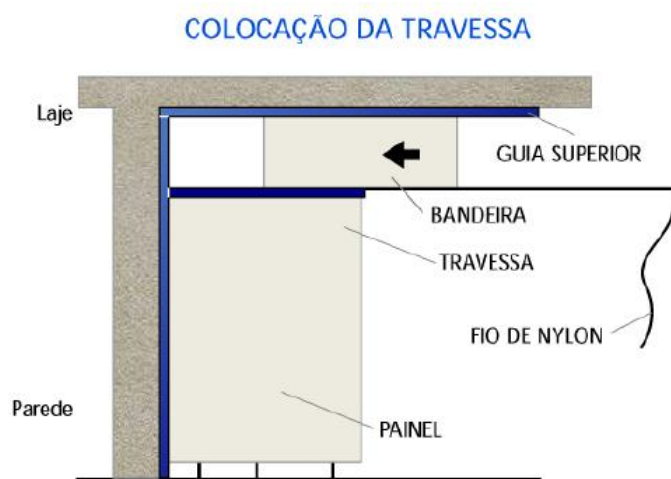 COLOCAÇÃO DA TRAVESSA
Laje
GUIA SUPERIOR
BANDEIRA
TRAVESSA
FIO DE NYLON
Parede
PAINEL